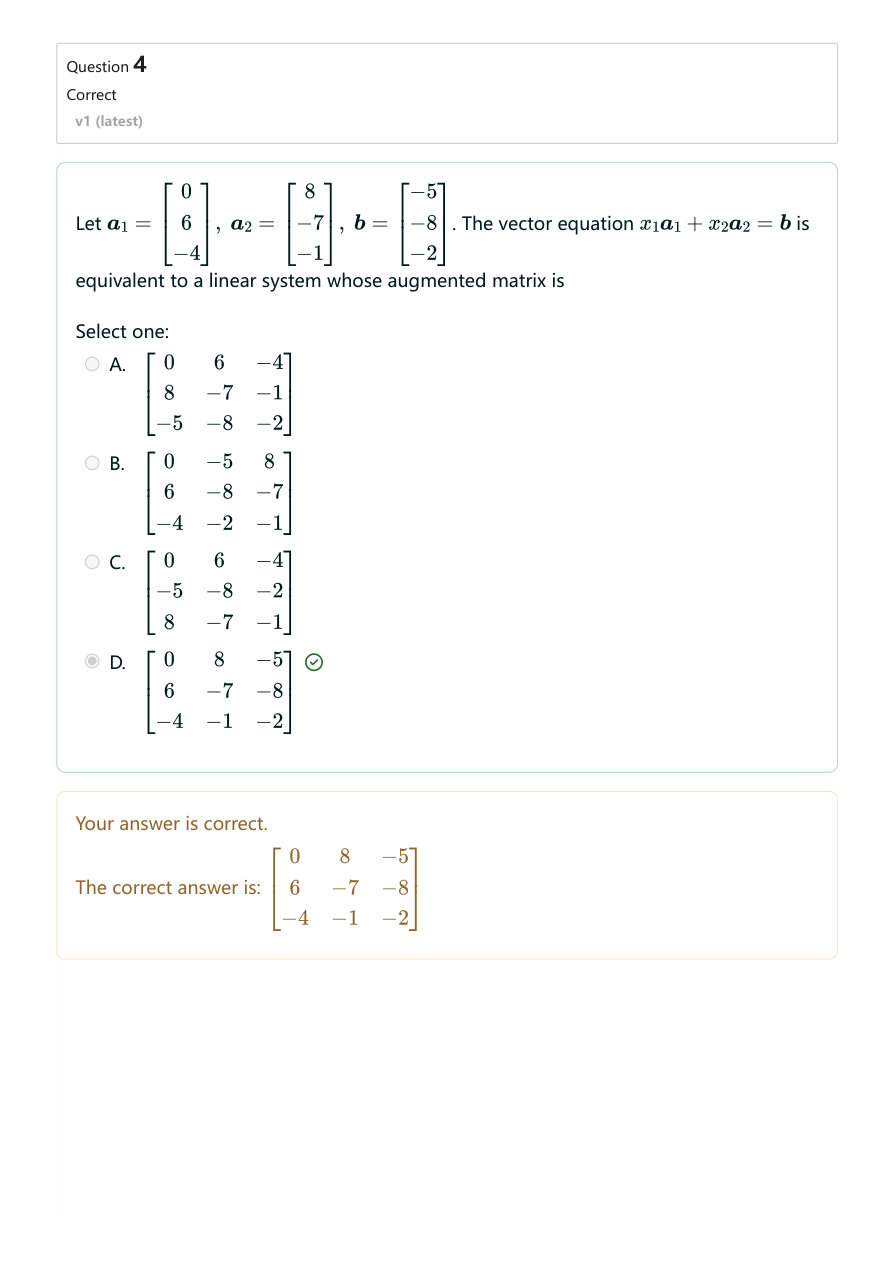 Question 4
Correct
v1 (latest)
Let a₁ = [0; 6; −4], a₂ = [8; −7; −1], b = [−5; −8; −2]. The vector equation x₁a₁ + x₂a₂ = b is
equivalent to a linear system whose augmented matrix is
Select one:
A. [0 6 −4
8 −7 −1
−5 −8 −2]
B. [0 −5 8
6 −8 −7
−4 −2 −1]
C. [0 6 −4
−5 −8 −2
8 −7 −1]
D. [0 8 −5
6 −7 −8
−4 −1 −2]
Your answer is correct.
The correct answer is: [0 8 −5
6 −7 −8
−4 −1 −2]